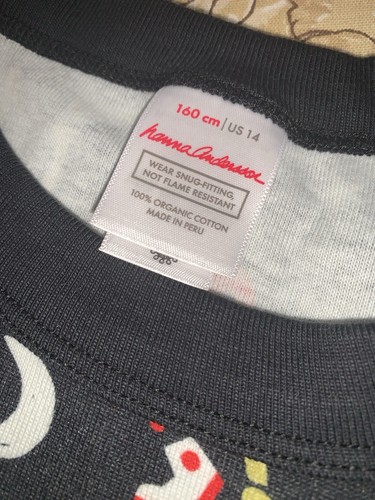 160 cm | US 14
hanna andersson
WEAR SNUG-FITTING,
NOT FLAME RESISTANT
100% ORGANIC COTTON
MADE IN PERU